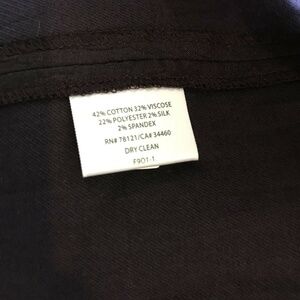 42% COTTON 32% VISCOSE
22% POLYESTER 2% SILK
2% SPANDEX
RN# 78121/CA# 34460
DRY CLEAN
F901-1